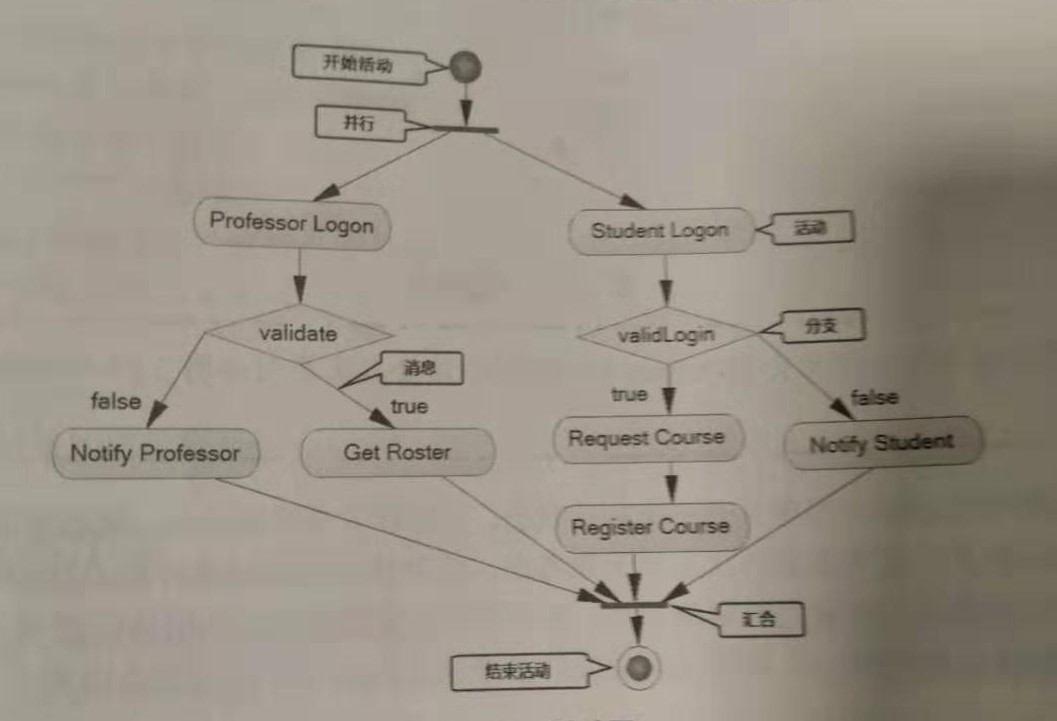 开始活动
并行
Professor Logon
Student Logon
活动
validate
validLogin
分支
消息
false
true
true
false
Notify Professor
Get Roster
Request Course
Notify Student
Register Course
汇合
结束活动